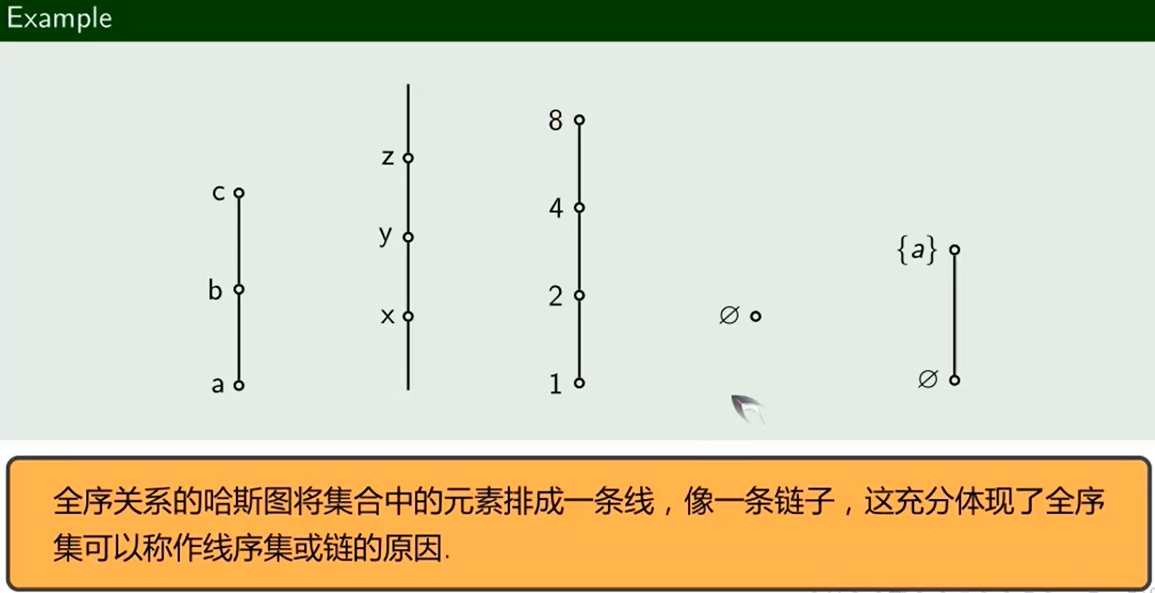 Example
c
b
a
z
y
x
8
4
2
1
∅
{a}
∅
全序关系的哈斯图将集合中的元素排成一条线，像一条链子，这充分体现了全序
集可以称作线序集或链的原因.